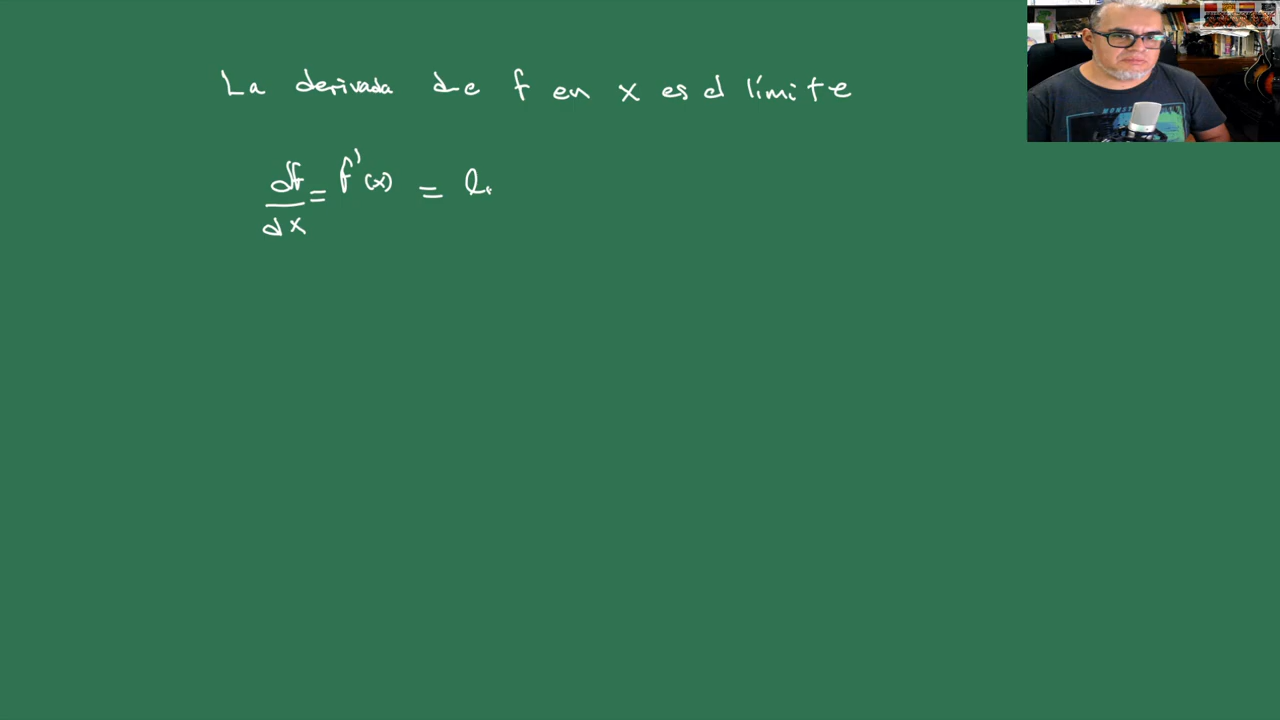 La derivada de f en x es el límite
df/dx = f'(x) =